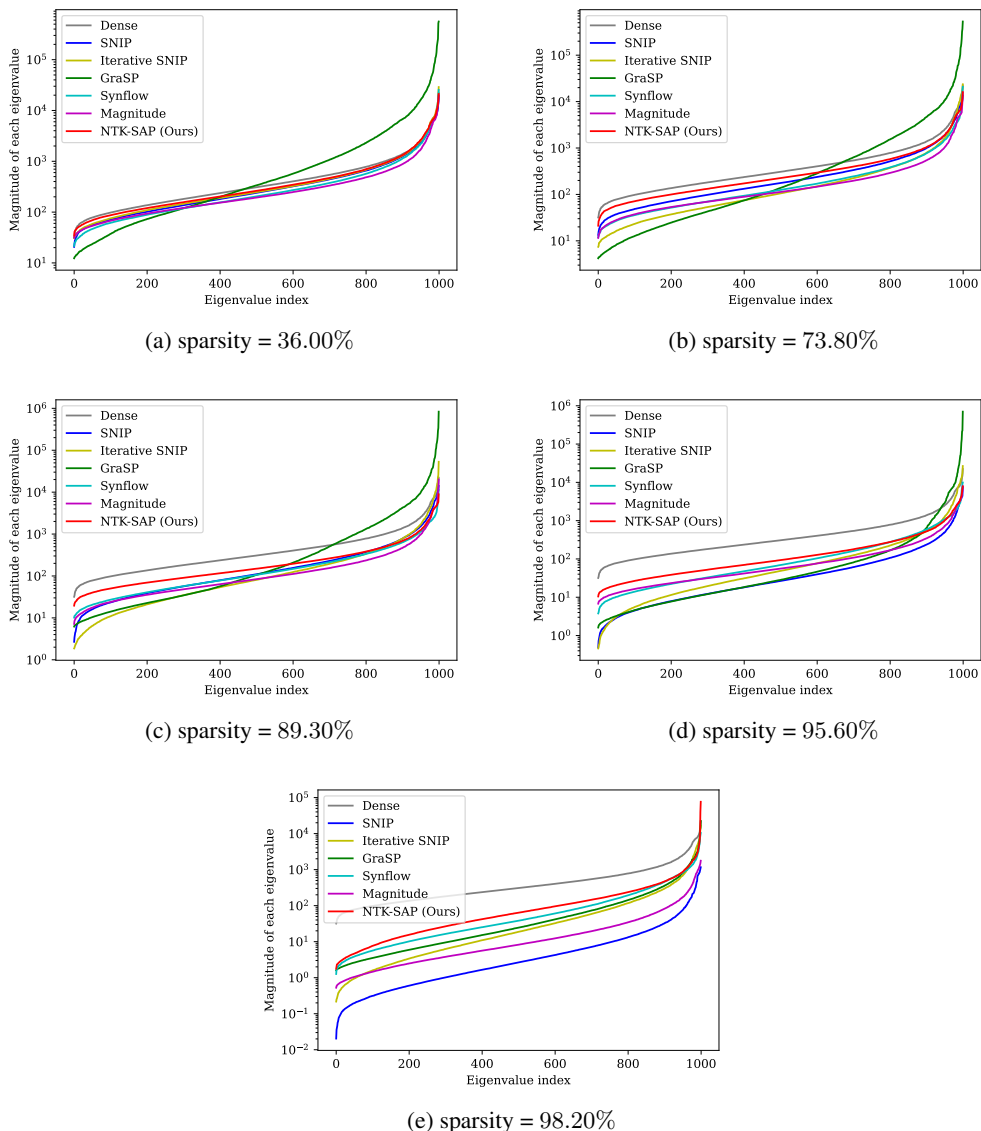 Dense
SNIP
Iterative SNIP
GraSP
Synflow
Magnitude
NTK-SAP (Ours)
Magnitude of each eigenvalue
10^5
10^4
10^3
10^2
10^1
0 200 400 600 800 1000
Eigenvalue index
(a) sparsity = 36.00%
Dense
SNIP
Iterative SNIP
GraSP
Synflow
Magnitude
NTK-SAP (Ours)
Magnitude of each eigenvalue
10^5
10^4
10^3
10^2
10^1
0 200 400 600 800 1000
Eigenvalue index
(b) sparsity = 73.80%
Dense
SNIP
Iterative SNIP
GraSP
Synflow
Magnitude
NTK-SAP (Ours)
Magnitude of each eigenvalue
10^6
10^5
10^4
10^3
10^2
10^1
10^0
0 200 400 600 800 1000
Eigenvalue index
(c) sparsity = 89.30%
Dense
SNIP
Iterative SNIP
GraSP
Synflow
Magnitude
NTK-SAP (Ours)
Magnitude of each eigenvalue
10^6
10^5
10^4
10^3
10^2
10^1
10^0
0 200 400 600 800 1000
Eigenvalue index
(d) sparsity = 95.60%
Dense
SNIP
Iterative SNIP
GraSP
Synflow
Magnitude
NTK-SAP (Ours)
Magnitude of each eigenvalue
10^5
10^4
10^3
10^2
10^1
10^0
10^−1
10^−2
0 200 400 600 800 1000
Eigenvalue index
(e) sparsity = 98.20%